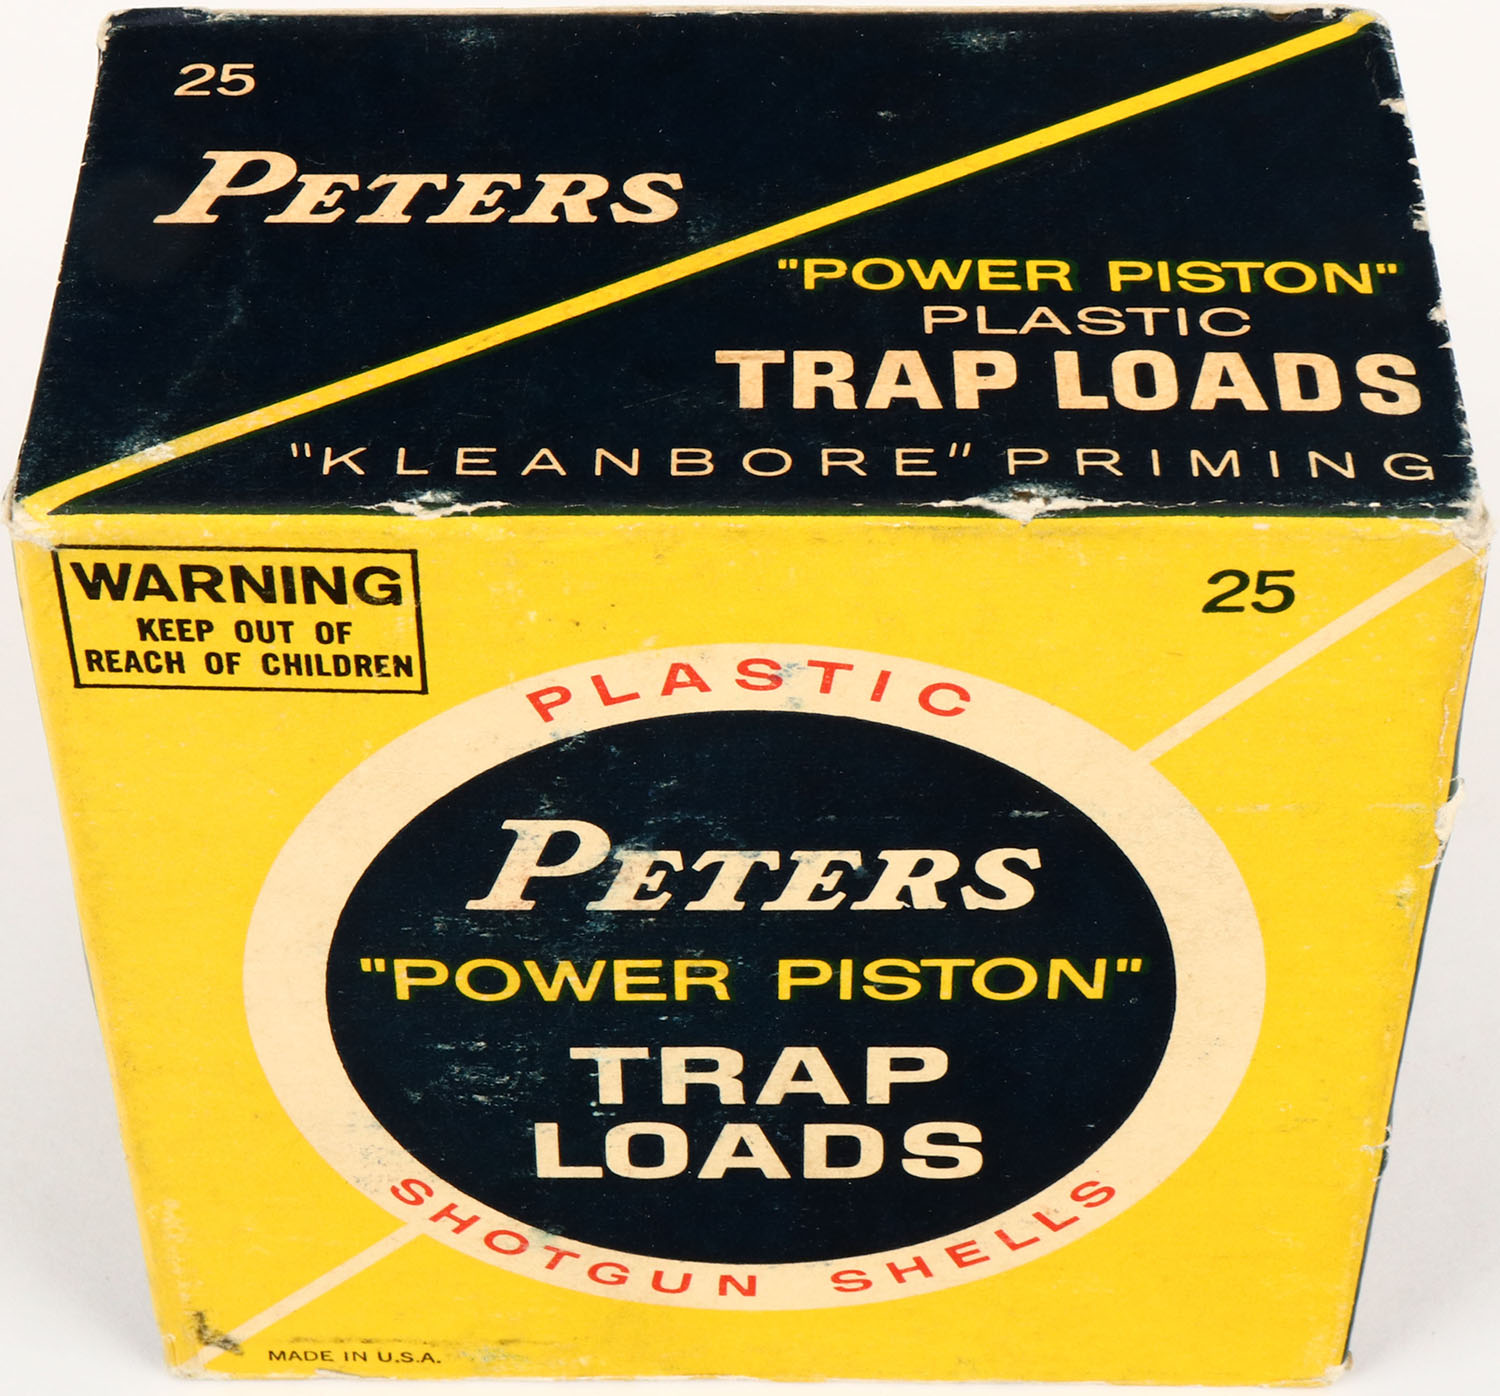 25
PETERS
"POWER PISTON"
PLASTIC
TRAP LOADS
"KLEANBORE" PRIMING
WARNING
KEEP OUT OF
REACH OF CHILDREN
25
PLASTIC
PETERS
"POWER PISTON"
TRAP
LOADS
SHOTGUN SHELLS
MADE IN U.S.A.